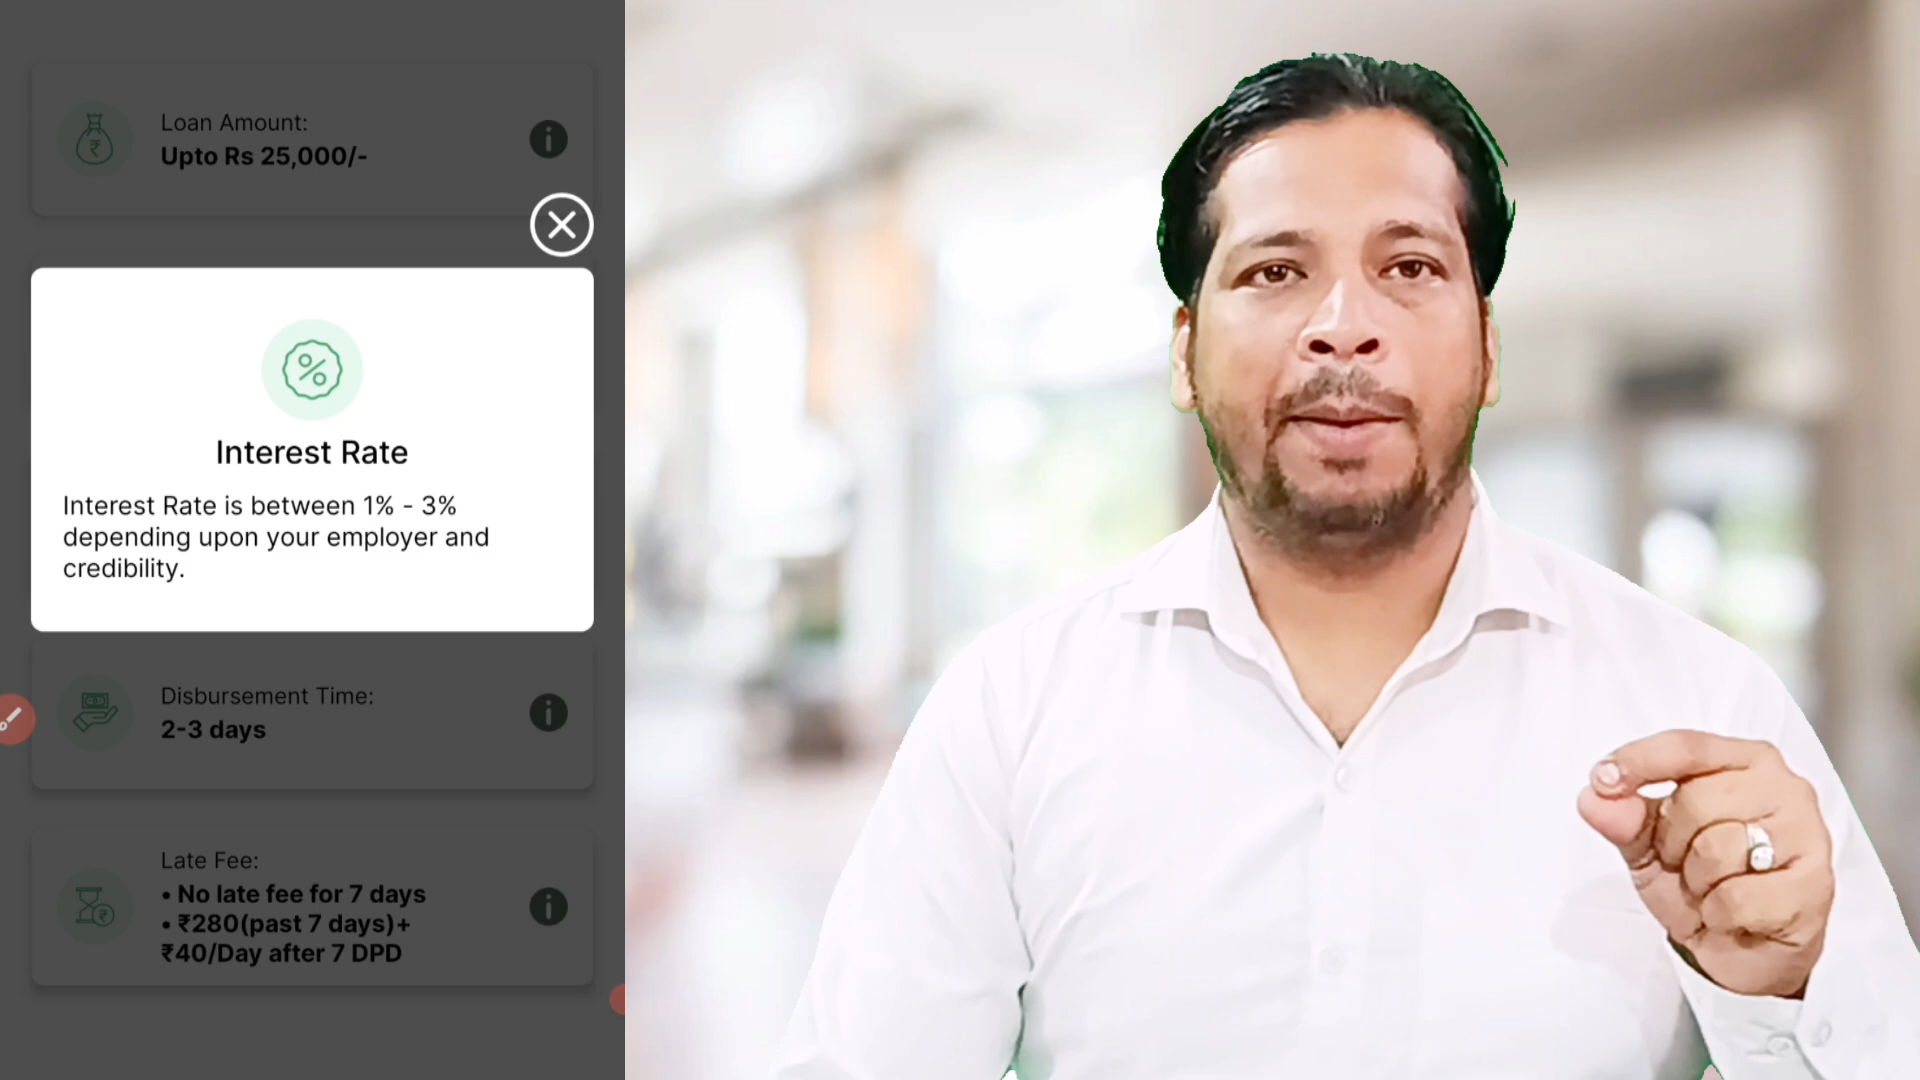 Loan Amount:
Upto Rs 25,000/-
Interest Rate
Interest Rate is between 1% - 3%
depending upon your employer and
credibility.
Disbursement Time:
2-3 days
Late Fee:
• No late fee for 7 days
• ₹280(past 7 days)+
₹40/Day after 7 DPD